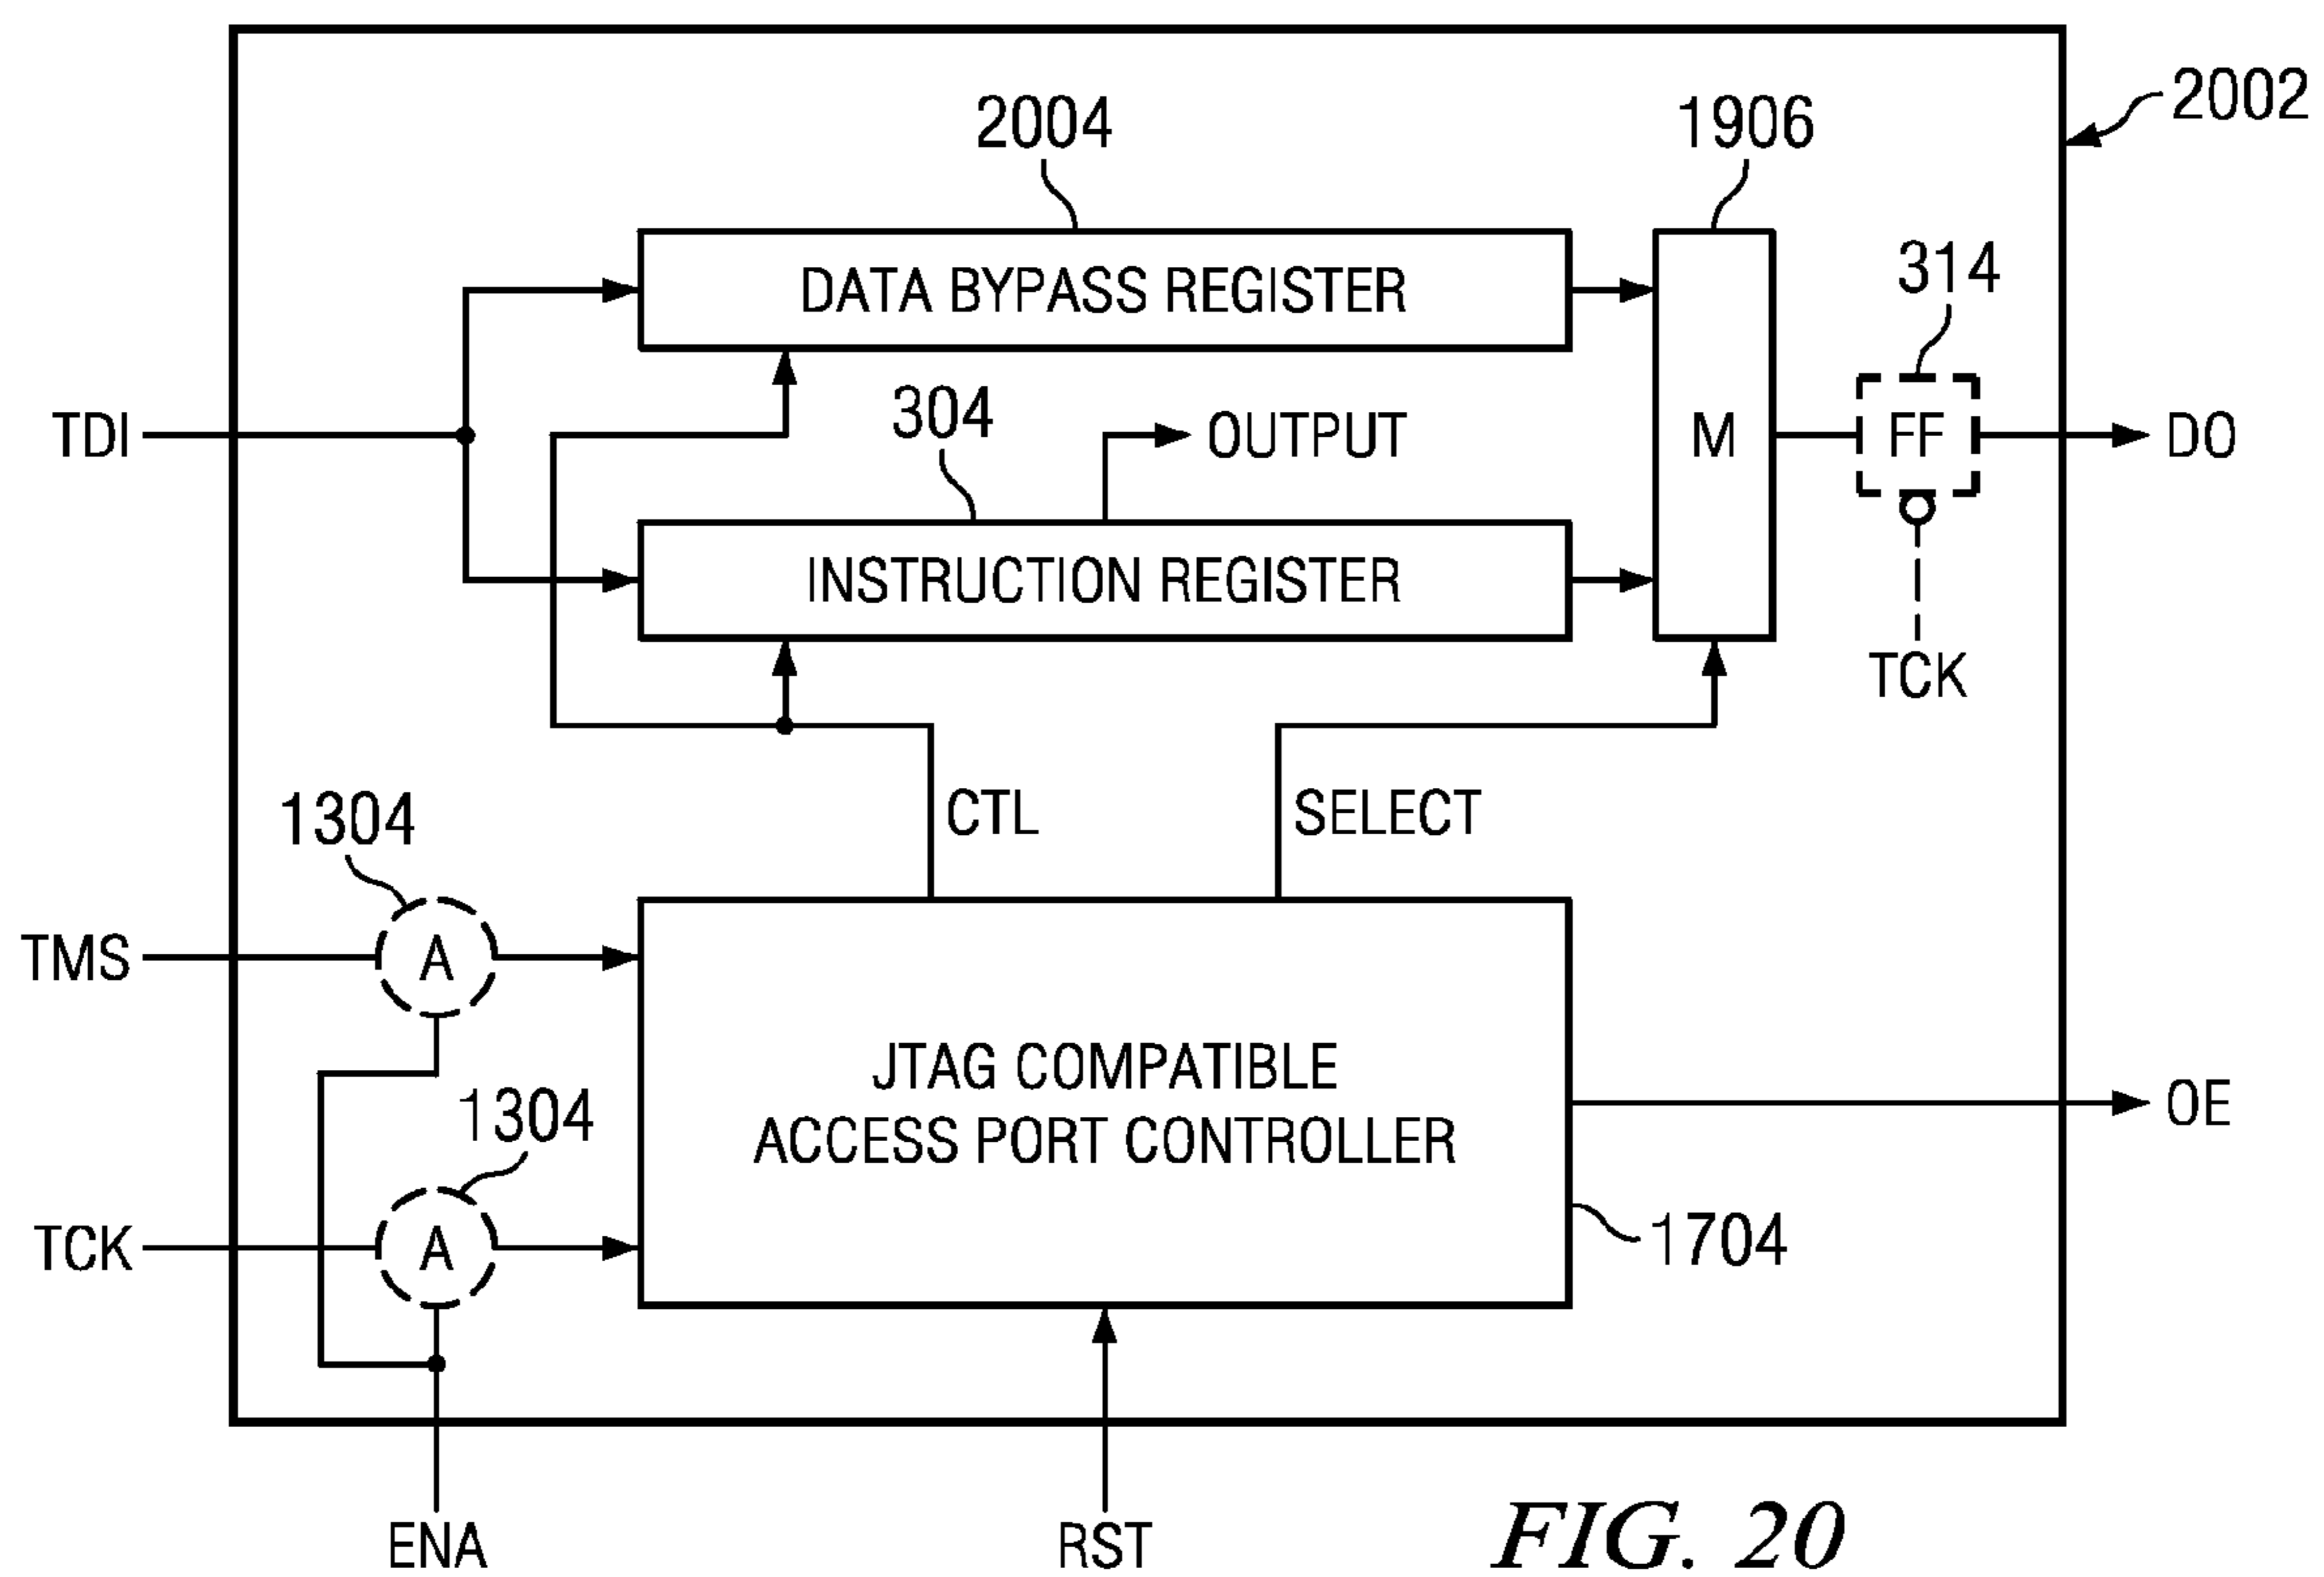 2004
1906
2002
314
DATA BYPASS REGISTER
304
TDI
OUTPUT
M
FF
DO
INSTRUCTION REGISTER
TCK
1304
CTL
SELECT
TMS
A
JTAG COMPATIBLE
ACCESS PORT CONTROLLER
1304
OE
TCK
A
1704
ENA
RST
FIG. 20